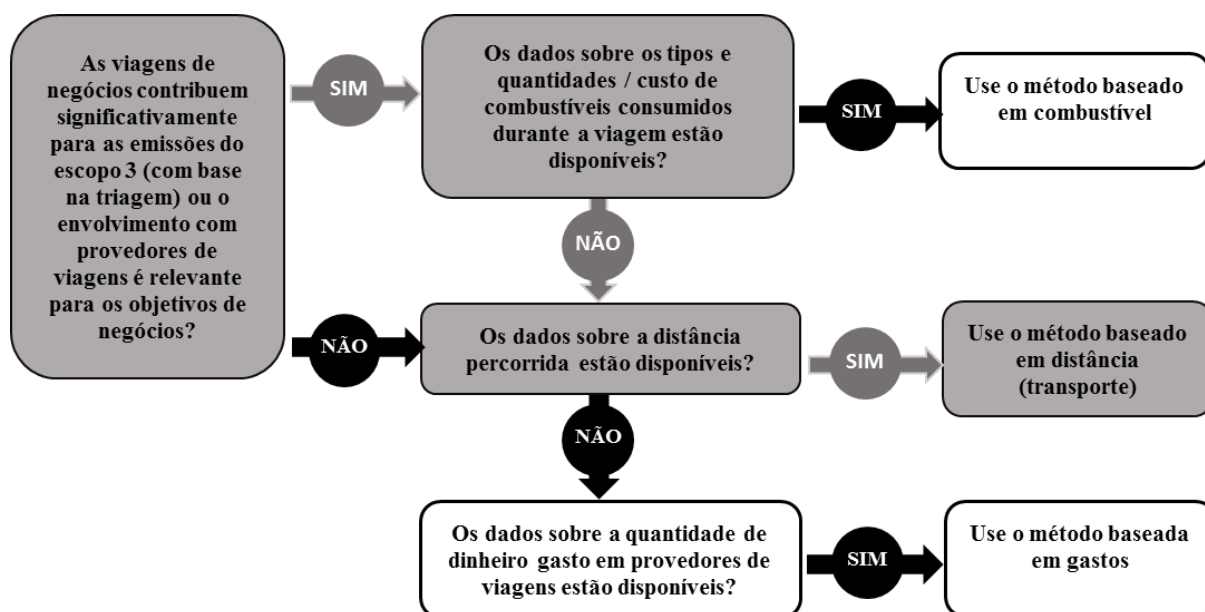 As viagens de
negócios contribuem
significativamente
para as emissões do
escopo 3 (com base
na triagem) ou o
envolvimento com
provedores de
viagens é relevante
para os objetivos de
negócios?
SIM
Os dados sobre os tipos e
quantidades / custo de
combustíveis consumidos
durante a viagem estão
disponíveis?
SIM
Use o método baseado
em combustível
NÃO
NÃO
Os dados sobre a distância
percorrida estão disponíveis?
SIM
Use o método baseado
em distância
(transporte)
NÃO
Os dados sobre a quantidade de
dinheiro gasto em provedores de
viagens estão disponíveis?
SIM
Use o método baseada
em gastos